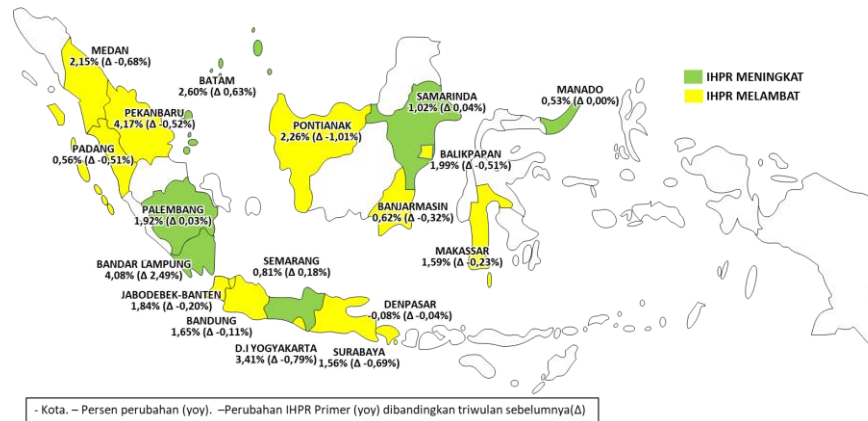 MEDAN
2,15% (Δ -0,68%)
BATAM
2,60% (Δ 0,63%)
PEKANBARU
4,17% (Δ -0,52%)
PADANG
0,56% (Δ -0,51%)
PONTIANAK
2,26% (Δ -1,01%)
SAMARINDA
1,02% (Δ 0,04%)
MANADO
0,53% (Δ 0,00%)
IHPR MENINGKAT
IHPR MELAMBAT
BALIKPAPAN
1,99% (Δ -0,51%)
PALEMBANG
1,92% (Δ 0,03%)
BANJARMASIN
0,62% (Δ -0,32%)
MAKASSAR
1,59% (Δ -0,23%)
BANDAR LAMPUNG
4,08% (Δ 2,49%)
SEMARANG
0,81% (Δ 0,18%)
JABODEBEK-BANTEN
1,84% (Δ -0,20%)
DENPASAR
-0,08% (Δ -0,04%)
BANDUNG
1,65% (Δ -0,11%)
D.I YOGYAKARTA
3,41% (Δ -0,79%)
SURABAYA
1,56% (Δ -0,69%)
- Kota. – Persen perubahan (yoy). –Perubahan IHPR Primer (yoy) dibandingkan triwulan sebelumnya(Δ)